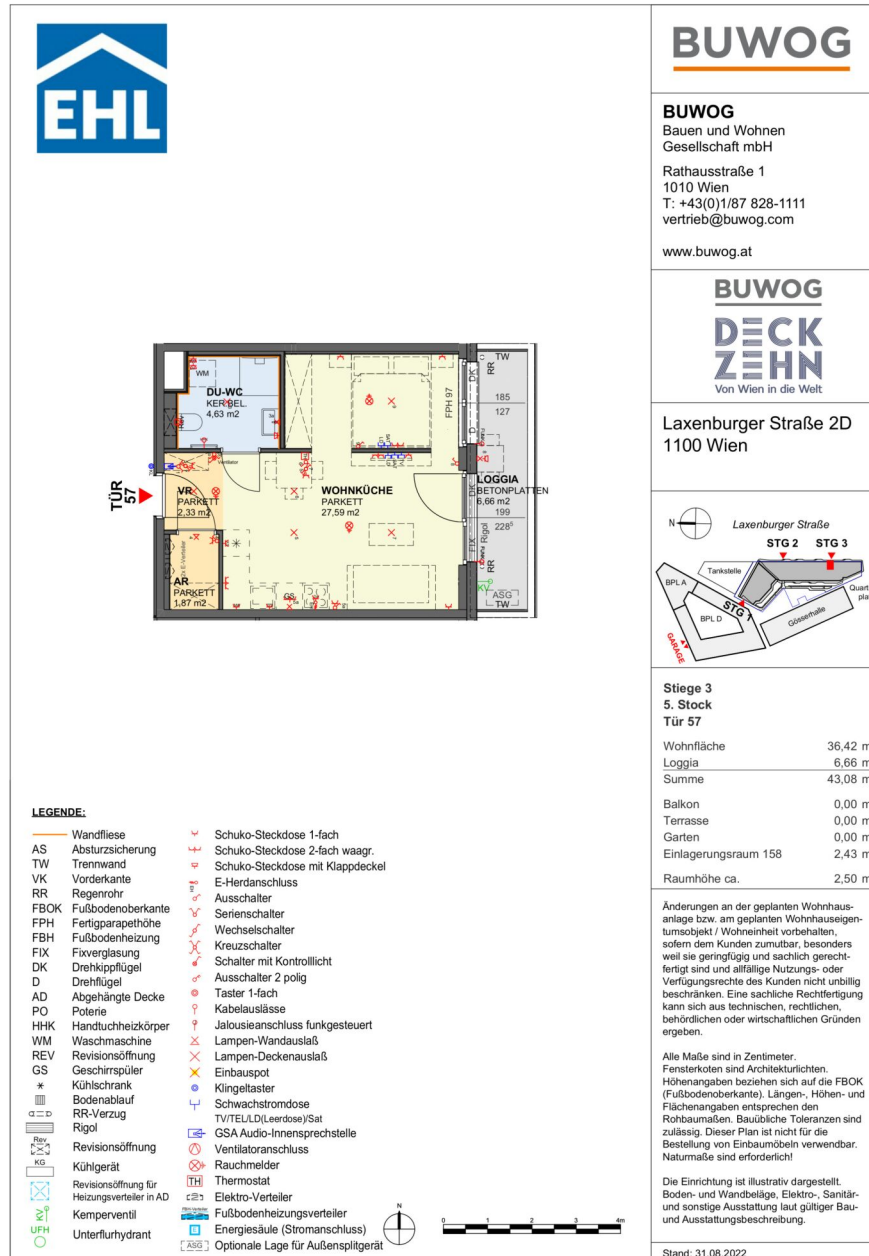 EHL
BUWOG
BUWOG
Bauen und Wohnen
Gesellschaft mbH
Rathausstraße 1
1010 Wien
T: +43(0)1/87 828-1111
vertrieb@buwog.com
www.buwog.at
BUWOG
DECK
ZEHN
Von Wien in die Welt
Laxenburger Straße 2D
1100 Wien
N
Laxenburger Straße
STG 2
STG 3
Tankstelle
BPL A
STG 1
BPL D
Gösserhalle
GARAGE
TÜR
57
WM
DU-WC
KER.BEL.
4,63 m2
Ventilator
VR
PARKETT
2,33 m2
AR
PARKETT
1,87 m2
WOHNKÜCHE
PARKETT
27,59 m2
GS
FPH 97
DK
D
DK
FIX
TW
RR
185
127
LOGGIA
BETONPLATTEN
6,66 m2
199
228⁵
Rigol
RR
KV
ASG
TW
Stiege 3
5. Stock
Tür 57
Wohnfläche 36,42 m
Loggia 6,66 m
Summe 43,08 m
Balkon 0,00 m
Terrasse 0,00 m
Garten 0,00 m
Einlagerungsraum 158 2,43 m
Raumhöhe ca. 2,50 m
Änderungen an der geplanten Wohnhaus-
anlage bzw. am geplanten Wohnhauseigen-
tumsobjekt / Wohneinheit vorbehalten,
sofern dem Kunden zumutbar, besonders
weil sie geringfügig und sachlich gerecht-
fertigt sind und allfällige Nutzungs- oder
Verfügungsrechte des Kunden nicht unbillig
beschränken. Eine sachliche Rechtfertigung
kann sich aus technischen, rechtlichen,
behördlichen oder wirtschaftlichen Gründen
ergeben.
Alle Maße sind in Zentimeter.
Fensterkoten sind Architekturlichten.
Höhenangaben beziehen sich auf die FBOK
(Fußbodenoberkante). Längen-, Höhen- und
Flächenangaben entsprechen den
Rohbaumaßen. Bauübliche Toleranzen sind
zulässig. Dieser Plan ist nicht für die
Bestellung von Einbaumöbeln verwendbar.
Naturmaße sind erforderlich!
Die Einrichtung ist illustrativ dargestellt.
Boden- und Wandbeläge, Elektro-, Sanitär-
und sonstige Ausstattung laut gültiger Bau-
und Ausstattungsbeschreibung.
Stand: 31.08.2022
LEGENDE:
Wandfliese
AS Absturzsicherung
TW Trennwand
VK Vorderkante
RR Regenrohr
FBOK Fußbodenoberkante
FPH Fertigparapethöhe
FBH Fußbodenheizung
FIX Fixverglasung
DK Drehkippflügel
D Drehflügel
AD Abgehängte Decke
PO Poterie
HHK Handtuchheizkörper
WM Waschmaschine
REV Revisionsöffnung
GS Geschirrspüler
Kühlschrank
Bodenablauf
RR-Verzug
Rigol
Rev Revisionsöffnung
KG Kühlgerät
Revisionsöffnung für
Heizungsverteiler in AD
KV Kemperventil
UFH Unterflurhydrant
Schuko-Steckdose 1-fach
Schuko-Steckdose 2-fach waagr.
Schuko-Steckdose mit Klappdeckel
E-Herdanschluss
Ausschalter
Serienschalter
Wechselschalter
Kreuzschalter
Schalter mit Kontrolllicht
Ausschalter 2 polig
Taster 1-fach
Kabelauslässe
Jalousieanschluss funkgesteuert
Lampen-Wandauslaß
Lampen-Deckenauslaß
Einbauspot
Klingeltaster
Schwachstromdose
TV/TEL/LD(Leerdose)/Sat
GSA Audio-Innensprechstelle
Ventilatoranschluss
Rauchmelder
TH Thermostat
Elektro-Verteiler
Fußbodenheizungsverteiler
Energiesäule (Stromanschluss)
ASG Optionale Lage für Außensplitgerät
N
0 1 2 3 4m